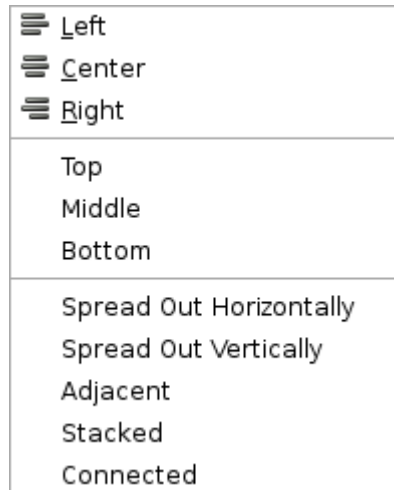 Left
Center
Right
Top
Middle
Bottom
Spread Out Horizontally
Spread Out Vertically
Adjacent
Stacked
Connected